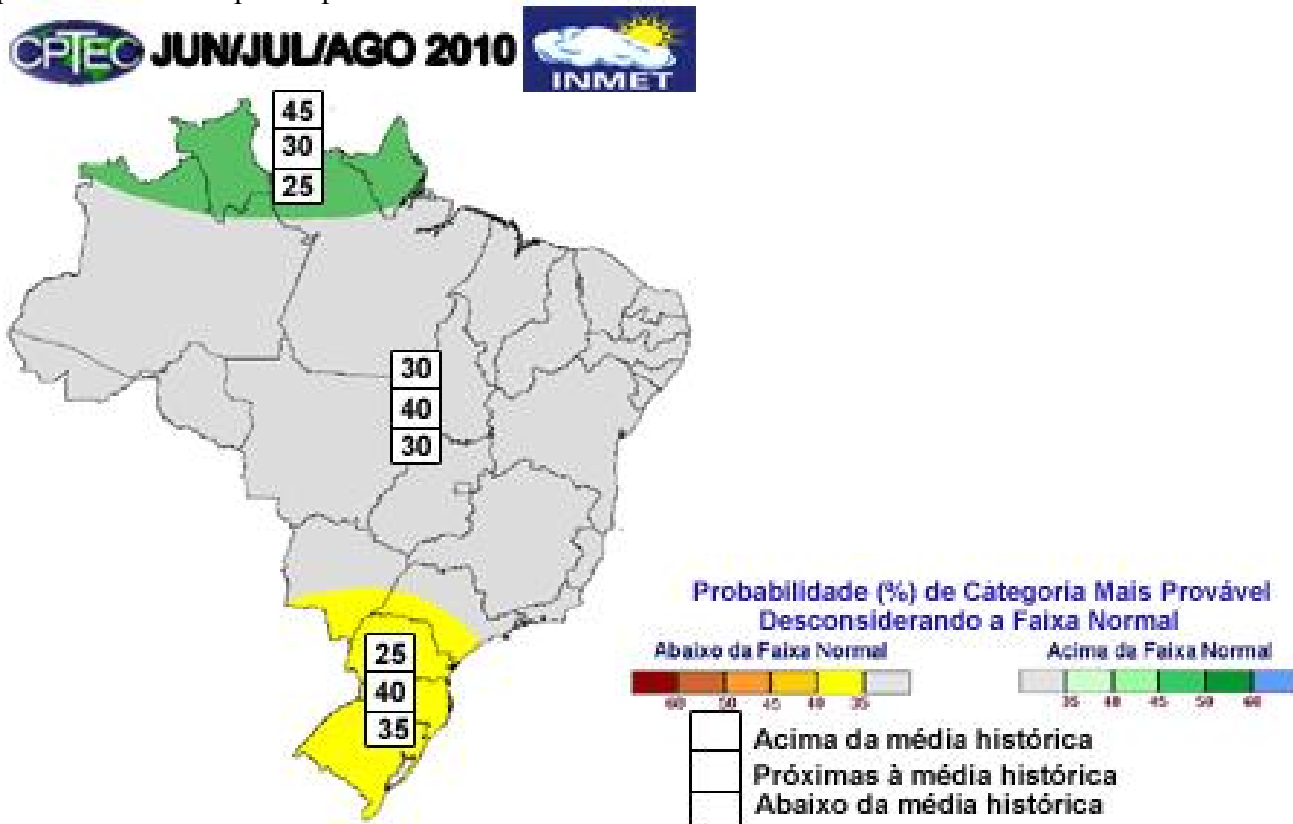 CPTEC JUN/JUL/AGO 2010
INMET
45
30
25
30
40
30
25
40
35
Probabilidade (%) de Categoria Mais Provável
Desconsiderando a Faixa Normal
Abaixo da Faixa Normal
Acima da Faixa Normal
60 50 45 40 35
35 40 45 50 60
Acima da média histórica
Próximas à média histórica
Abaixo da média histórica